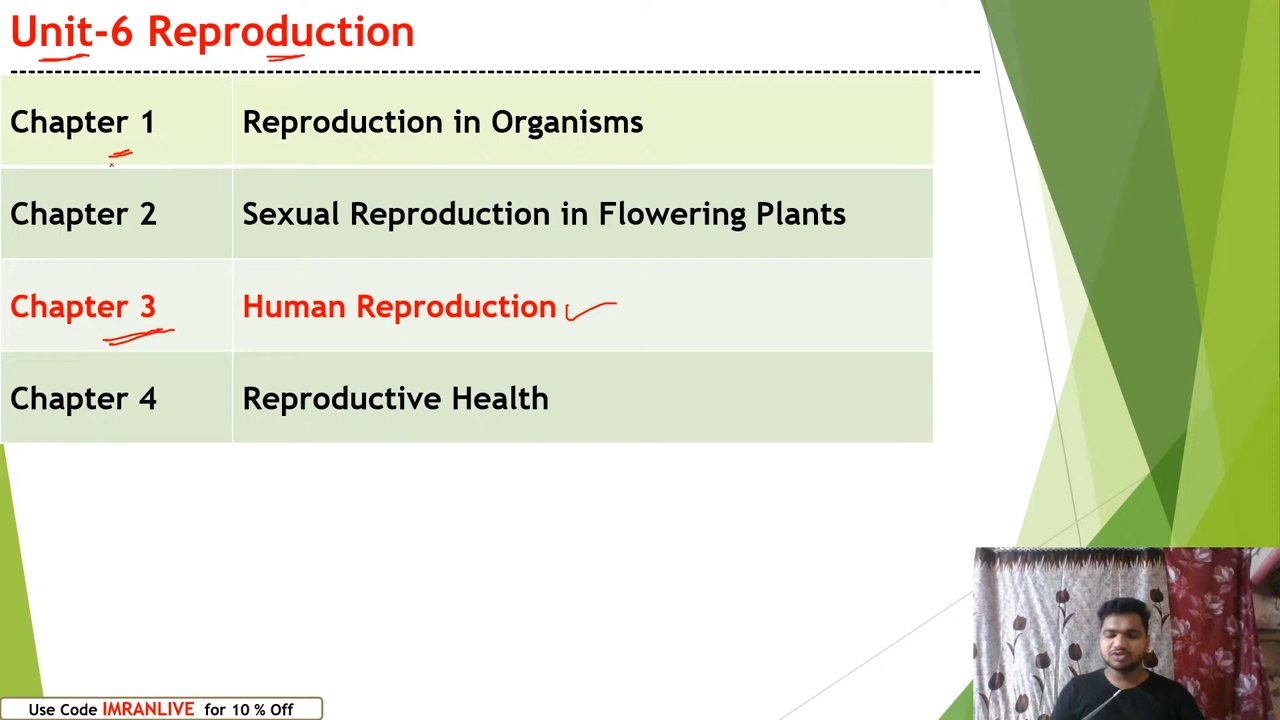 Unit-6 Reproduction
Chapter 1 Reproduction in Organisms
Chapter 2 Sexual Reproduction in Flowering Plants
Chapter 3 Human Reproduction
Chapter 4 Reproductive Health
Use Code IMRANLIVE for 10 % Off